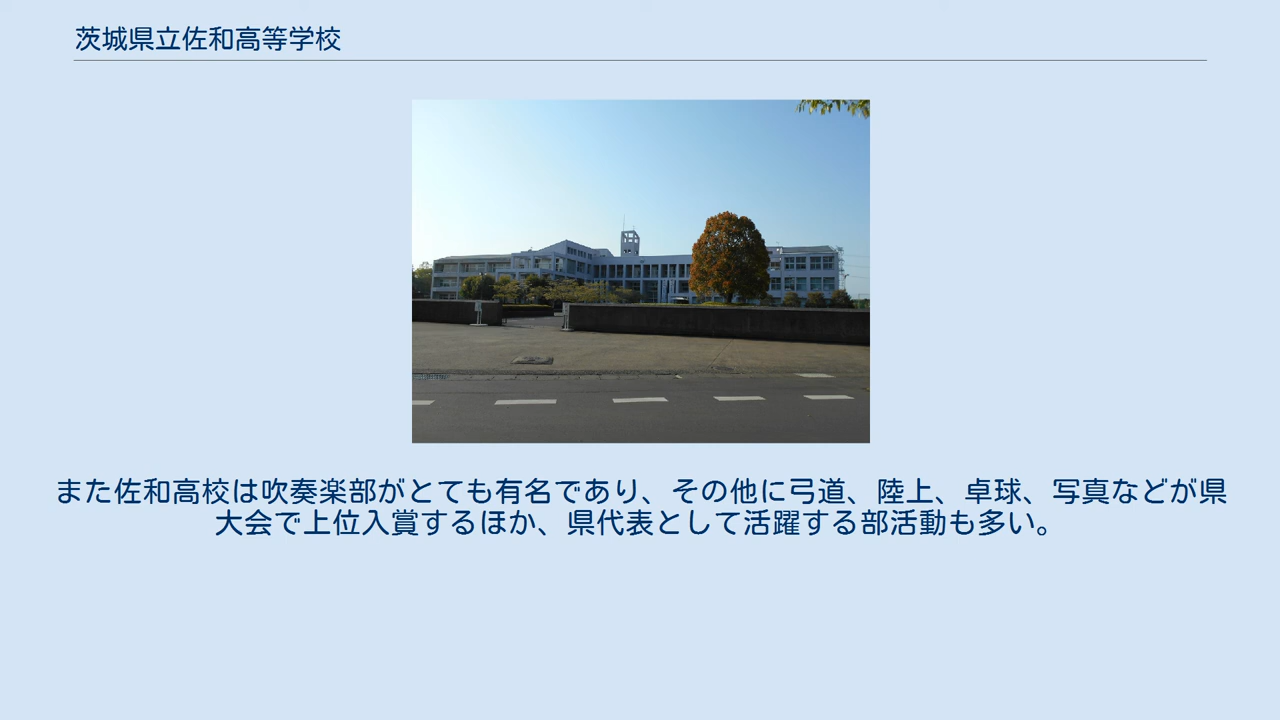 茨城県立佐和高等学校
また佐和高校は吹奏楽部がとても有名であり、その他に弓道、陸上、卓球、写真などが県
大会で上位入賞するほか、県代表として活躍する部活動も多い。